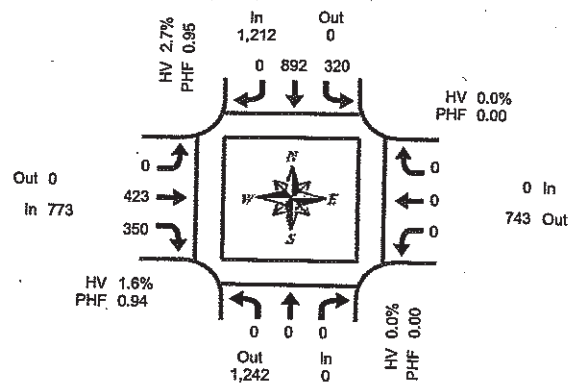 In Out
1,212 0
HV 2.7%
PHF 0.95
0 892 320
HV 0.0%
PHF 0.00
Out 0
In 773
0
423
350
N
W E
S
0
0
0
0 In
743 Out
HV 1.6%
PHF 0.94
0 0 0
Out In
1,242 0
HV 0.0%
PHF 0.00